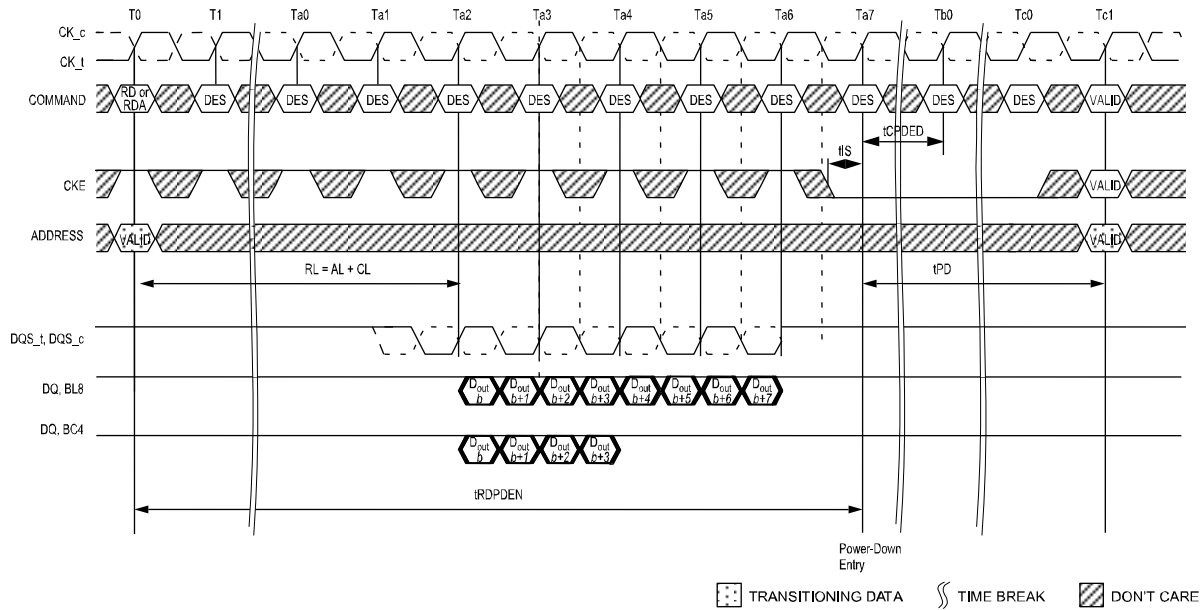 T0 T1 Ta0 Ta1 Ta2 Ta3 Ta4 Ta5 Ta6 Ta7 Tb0 Tc0 Tc1
CK_c
CK_t
COMMAND RD or RDA DES DES DES DES DES DES DES DES DES DES DES VALID
tCPDED
tIS
CKE VALID
ADDRESS VALID VALID
RL = AL + CL tPD
DQS_t, DQS_c
DQ, BL8 Dout b Dout b+1 Dout b+2 Dout b+3 Dout b+4 Dout b+5 Dout b+6 Dout b+7
DQ, BC4 Dout b Dout b+1 Dout b+2 Dout b+3
tRDPDEN
Power-Down
Entry
TRANSITIONING DATA TIME BREAK DON'T CARE